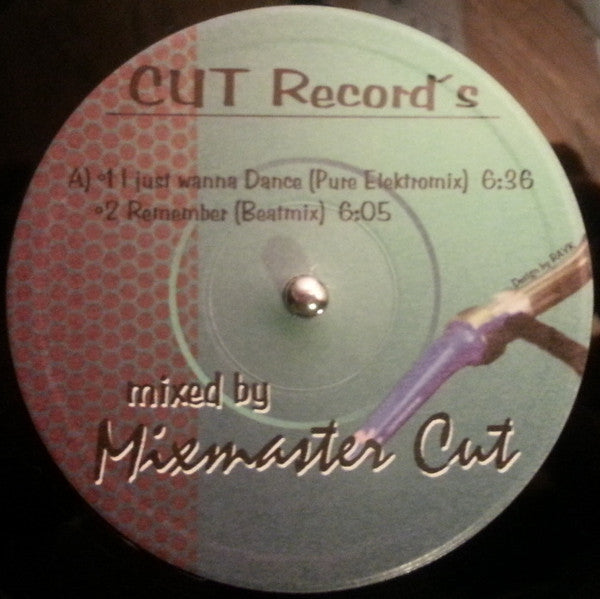 CUT Record´s
A) °1 I just wanna Dance (Pure Elektromix) 6:36
°2 Remember (Beatmix) 6:05
Design by RAYK
mixed by
Mixmaster Cut